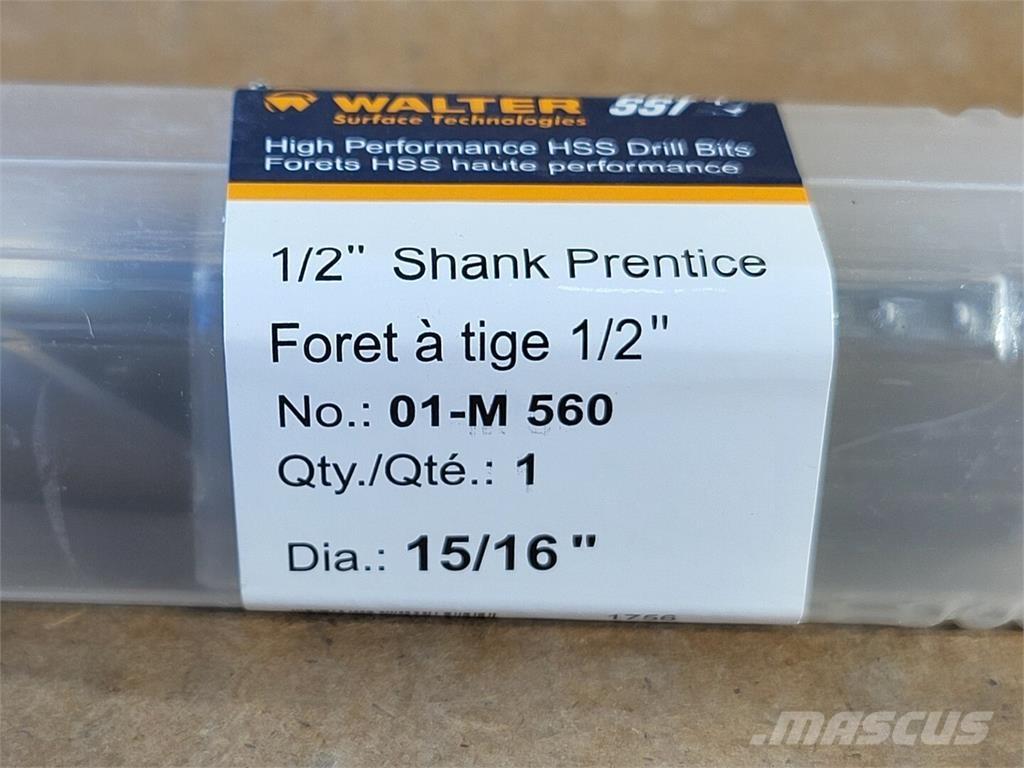 WALTER
Surface Technologies
High Performance HSS Drill Bits
Forets HSS haute performance
1/2" Shank Prentice
Foret à tige 1/2"
No.: 01-M 560
Qty./Qté.: 1
Dia.: 15/16"
1756
MASCUS